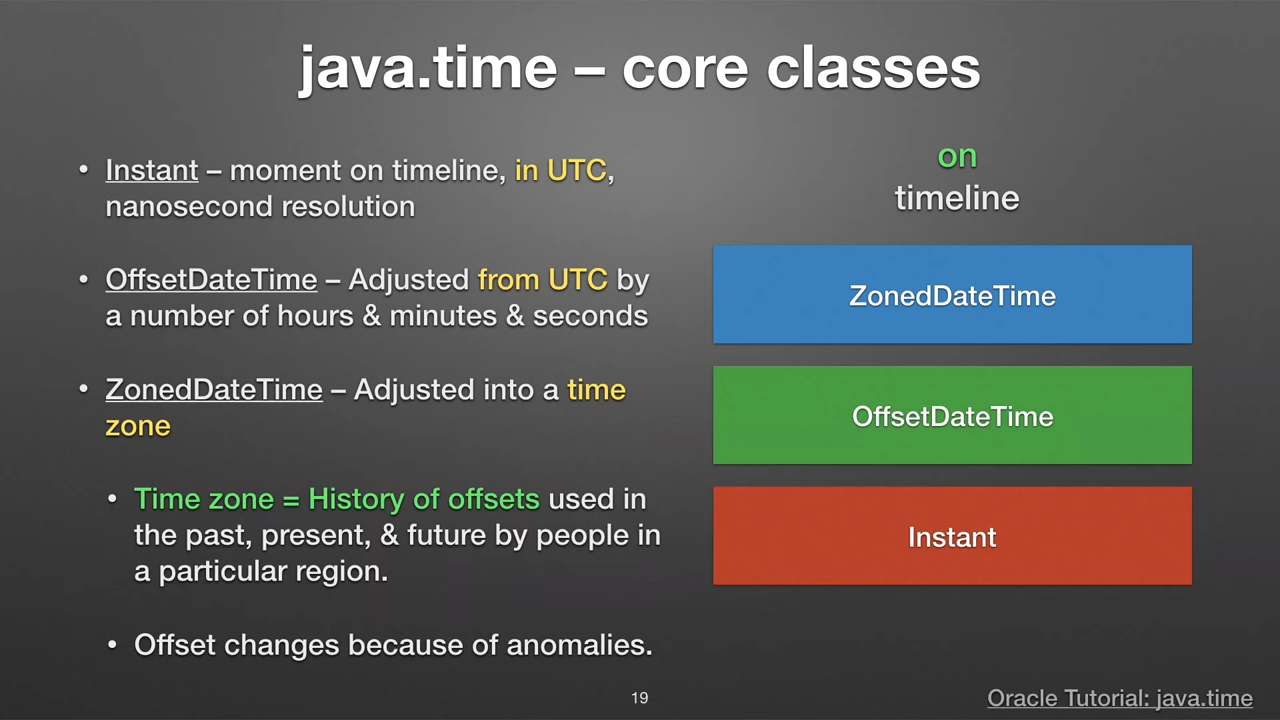 java.time – core classes
• Instant – moment on timeline, in UTC,
nanosecond resolution
• OffsetDateTime – Adjusted from UTC by
a number of hours & minutes & seconds
• ZonedDateTime – Adjusted into a time
zone
• Time zone = History of offsets used in
the past, present, & future by people in
a particular region.
• Offset changes because of anomalies.
on
timeline
ZonedDateTime
OffsetDateTime
Instant
19
Oracle Tutorial: java.time